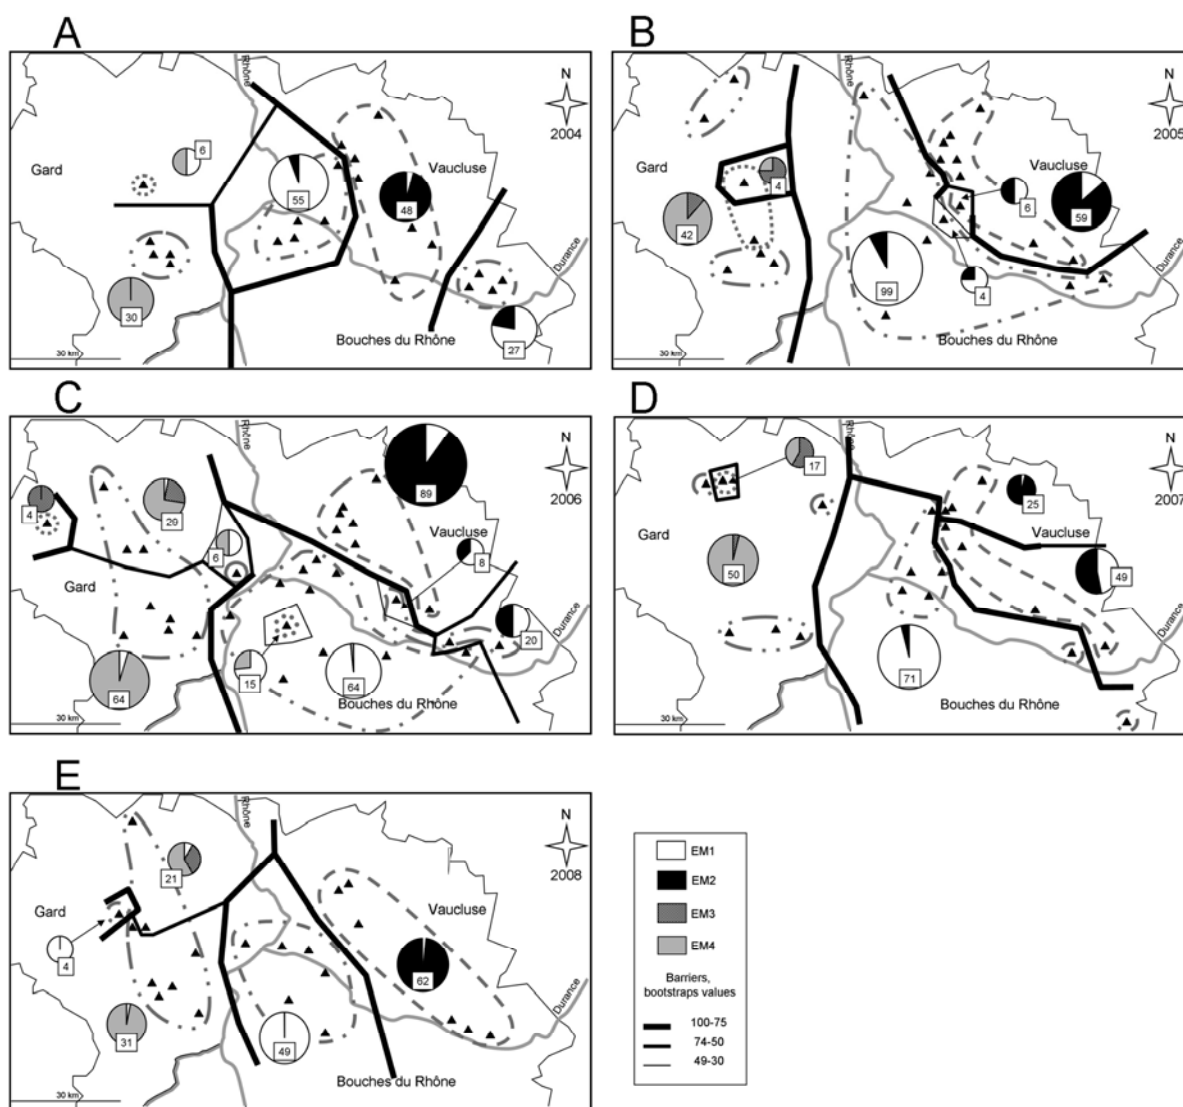 A
Rhône
N
2004
Gard
6
55
Vaucluse
48
30
27
Durance
Bouches du Rhône
30 km
B
Rhône
N
2005
Gard
4
Vaucluse
42
6
59
99
4
Durance
Bouches du Rhône
30 km
C
Rhône
N
2006
89
4
29
6
Vaucluse
8
Gard
20
64
15
64
Durance
Bouches du Rhône
30 km
D
Rhône
N
2007
17
25
Gard
Vaucluse
50
49
71
Durance
Bouches du Rhône
30 km
E
Rhône
N
2008
21
Gard
Vaucluse
4
62
31
49
Durance
Bouches du Rhône
30 km
EM1
EM2
EM3
EM4
Barriers,
bootstraps values
100-75
74-50
49-30